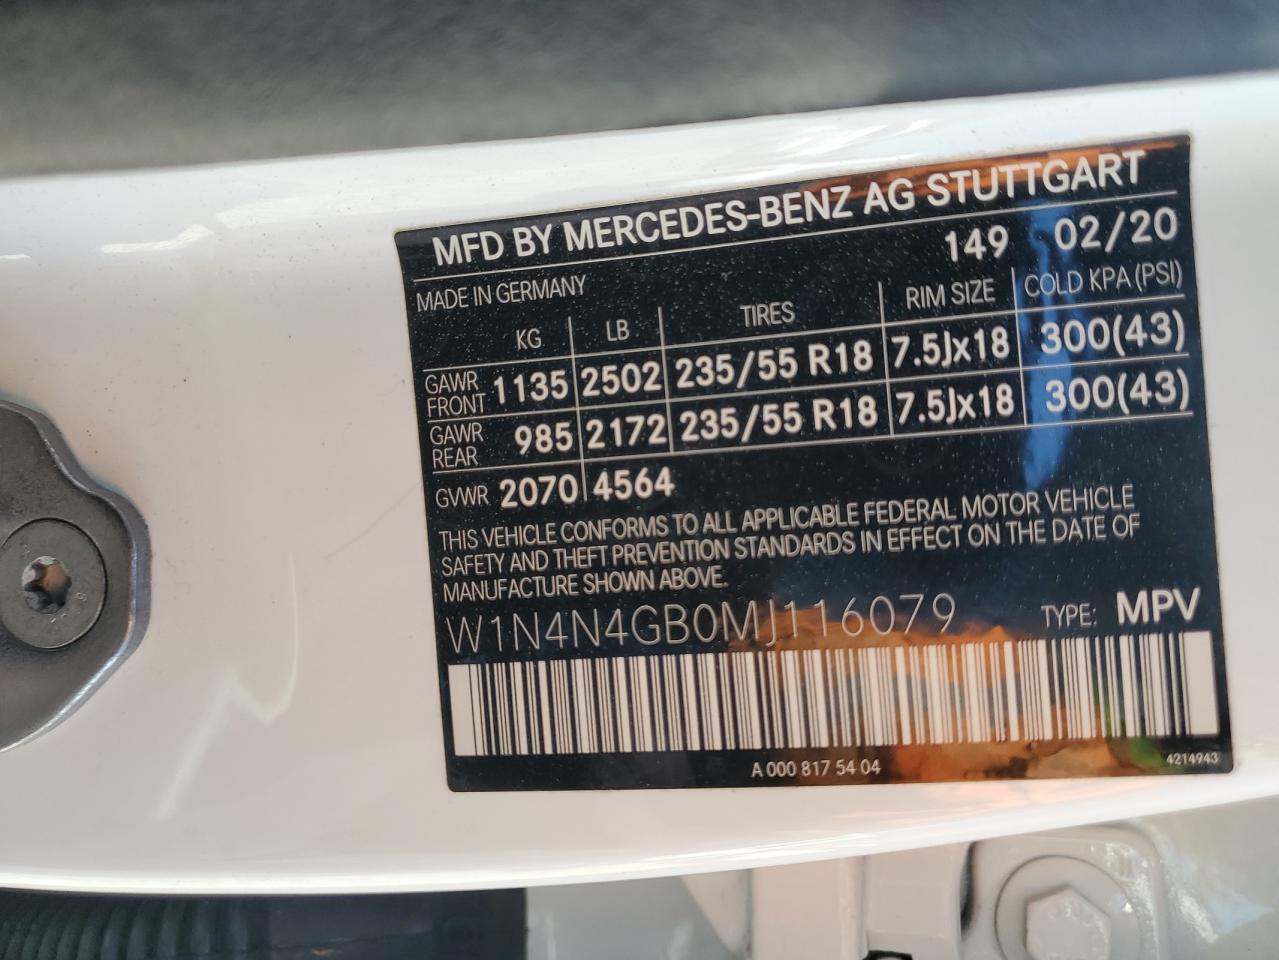 MFD BY MERCEDES-BENZ AG STUTTGART
MADE IN GERMANY 149 02/20
KG LB TIRES RIM SIZE COLD KPA (PSI)
GAWR FRONT 1135 2502 235/55 R18 7.5Jx18 300(43)
GAWR REAR 985 2172 235/55 R18 7.5Jx18 300(43)
GVWR 2070 4564
THIS VEHICLE CONFORMS TO ALL APPLICABLE FEDERAL MOTOR VEHICLE
SAFETY AND THEFT PREVENTION STANDARDS IN EFFECT ON THE DATE OF
MANUFACTURE SHOWN ABOVE.
W1N4N4GB0MJ116079 TYPE: MPV
A 000 817 54 04 4214943